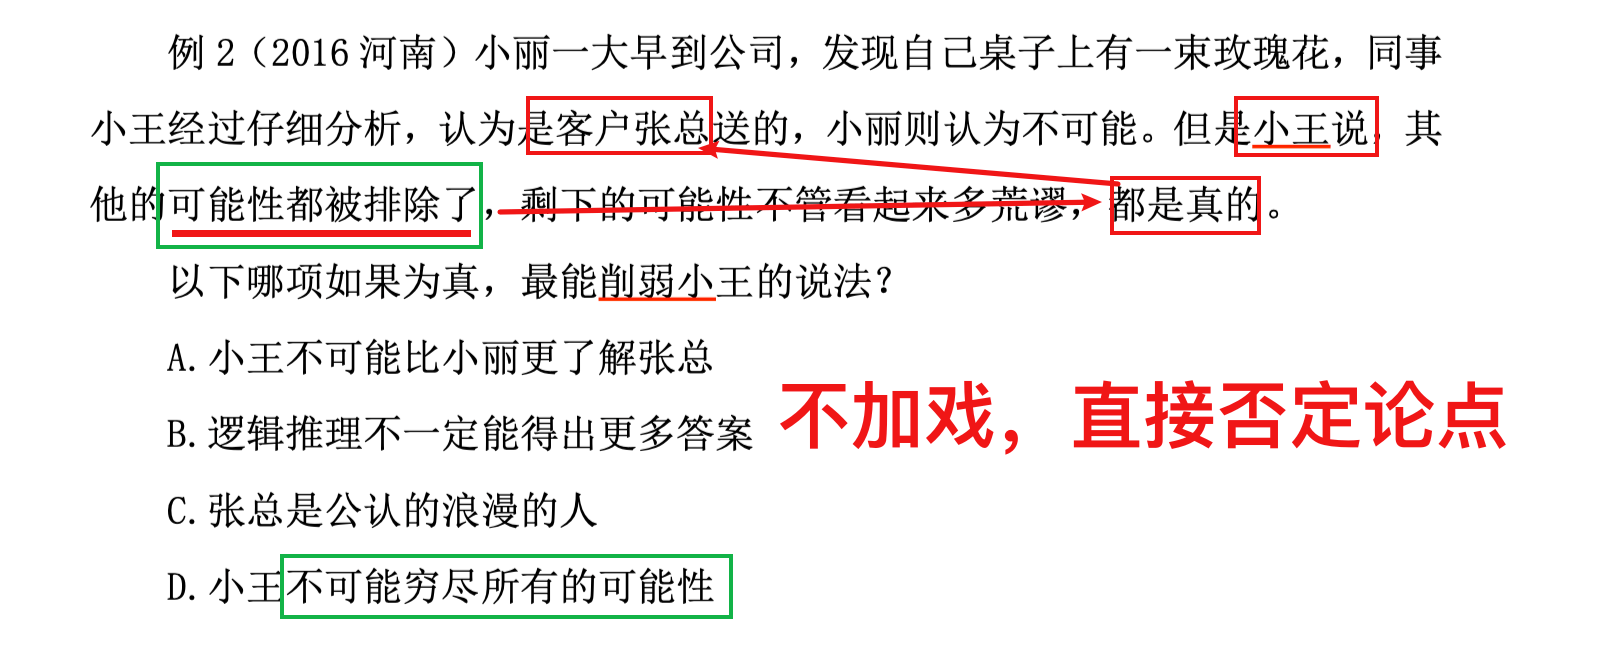 例 2（2016 河南）小丽一大早到公司，发现自己桌子上有一束玫瑰花，同事
小王经过仔细分析，认为是客户张总送的，小丽则认为不可能。但是小王说，其
他的可能性都被排除了，剩下的可能性不管看起来多荒谬，都是真的。
以下哪项如果为真，最能削弱小王的说法？
A. 小王不可能比小丽更了解张总
B. 逻辑推理不一定能得出更多答案
不加戏，直接否定论点
C. 张总是公认的浪漫的人
D. 小王不可能穷尽所有的可能性